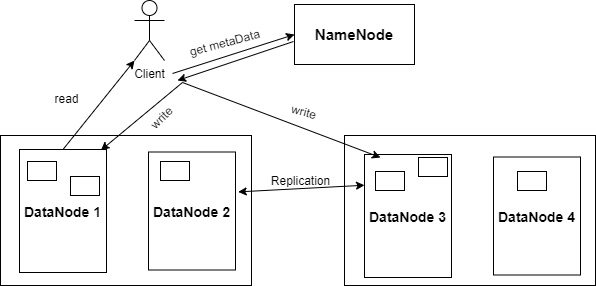 get metaData
NameNode
Client
read
write
write
Replication
DataNode 1
DataNode 2
DataNode 3
DataNode 4